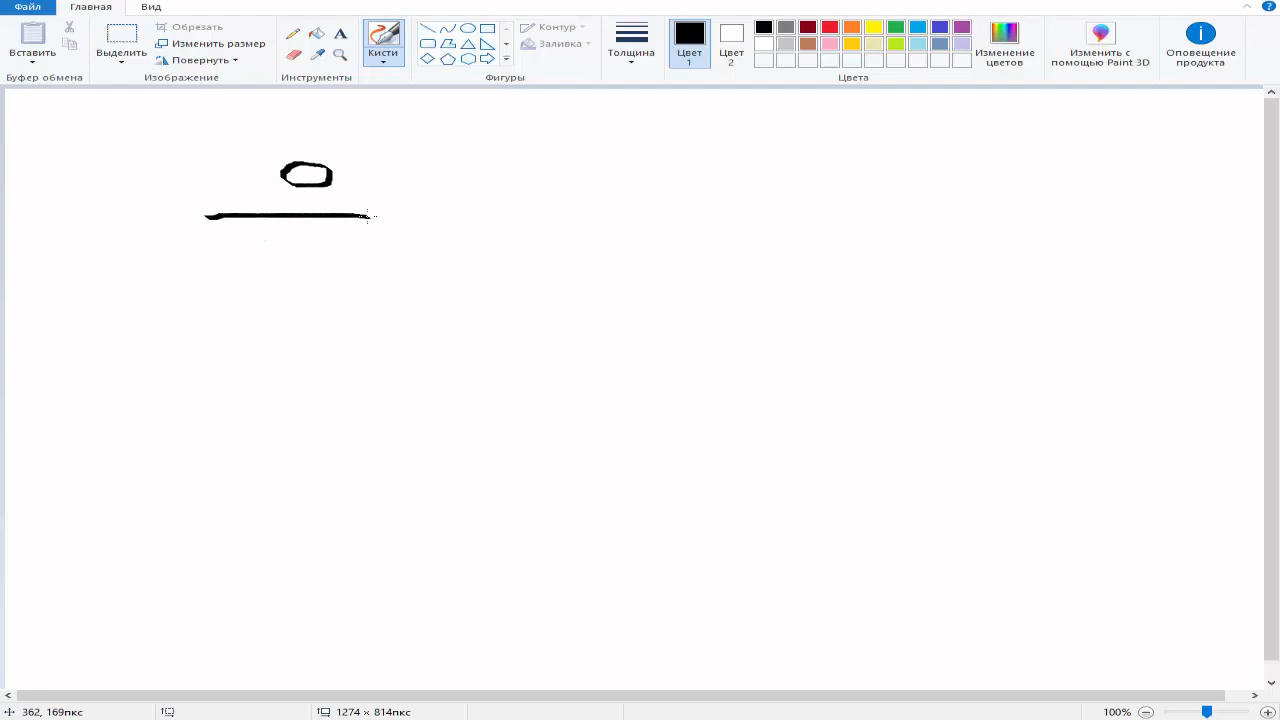 Файл Главная Вид
Вставить
Буфер обмена
Выделить
Обрезать
Изменить размер
Повернуть
Изображение
Инструменты
Кисти
Фигуры
Контур
Заливка
Толщина
Цвет 1
Цвет 2
Цвета
Изменение цветов
Изменить с помощью Paint 3D
Оповещение продукта
362, 169пкс 1274 × 814пкс 100%